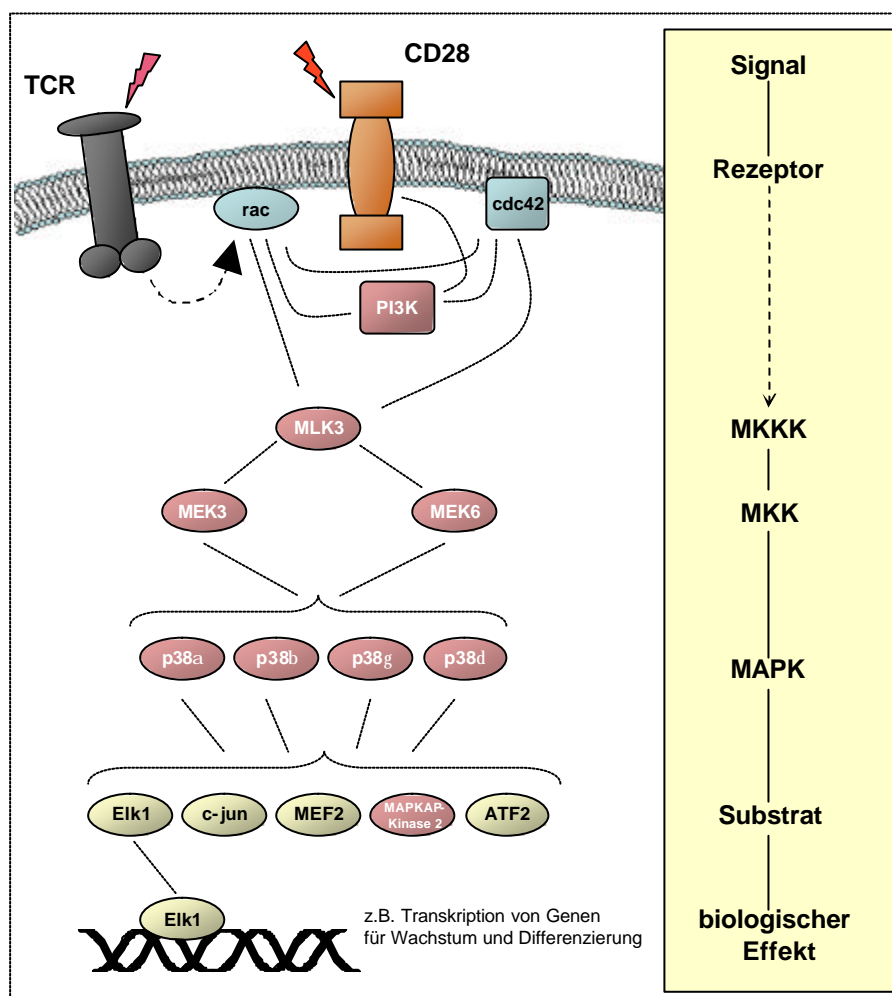 TCR
CD28
Signal
Rezeptor
rac
cdc42
PI3K
MLK3
MKKK
MEK3
MEK6
MKK
p38a
p38b
p38g
p38d
MAPK
Elk1
c-jun
MEF2
MAPKAP-
Kinase 2
ATF2
Substrat
Elk1
z.B. Transkription von Genen
für Wachstum und Differenzierung
biologischer
Effekt